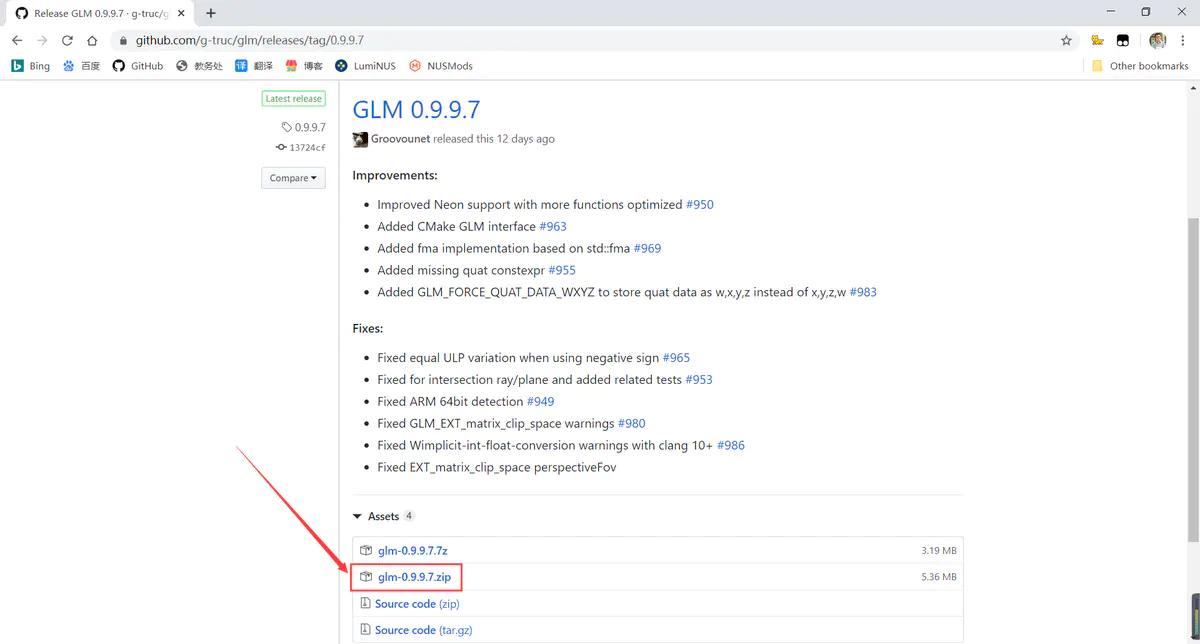 Release GLM 0.9.9.7 · g-truc/g
github.com/g-truc/glm/releases/tag/0.9.9.7
Bing 百度 GitHub 教务处 翻译 博客 LumiNUS NUSMods Other bookmarks
Latest release
0.9.9.7
13724cf
Compare
GLM 0.9.9.7
Groovounet released this 12 days ago
Improvements:
Improved Neon support with more functions optimized #950
Added CMake GLM interface #963
Added fma implementation based on std::fma #969
Added missing quat constexpr #955
Added GLM_FORCE_QUAT_DATA_WXYZ to store quat data as w,x,y,z instead of x,y,z,w #983
Fixes:
Fixed equal ULP variation when using negative sign #965
Fixed for intersection ray/plane and added related tests #953
Fixed ARM 64bit detection #949
Fixed GLM_EXT_matrix_clip_space warnings #980
Fixed Wimplicit-int-float-conversion warnings with clang 10+ #986
Fixed EXT_matrix_clip_space perspectiveFov
Assets 4
glm-0.9.9.7.7z 3.19 MB
glm-0.9.9.7.zip 5.36 MB
Source code (zip)
Source code (tar.gz)